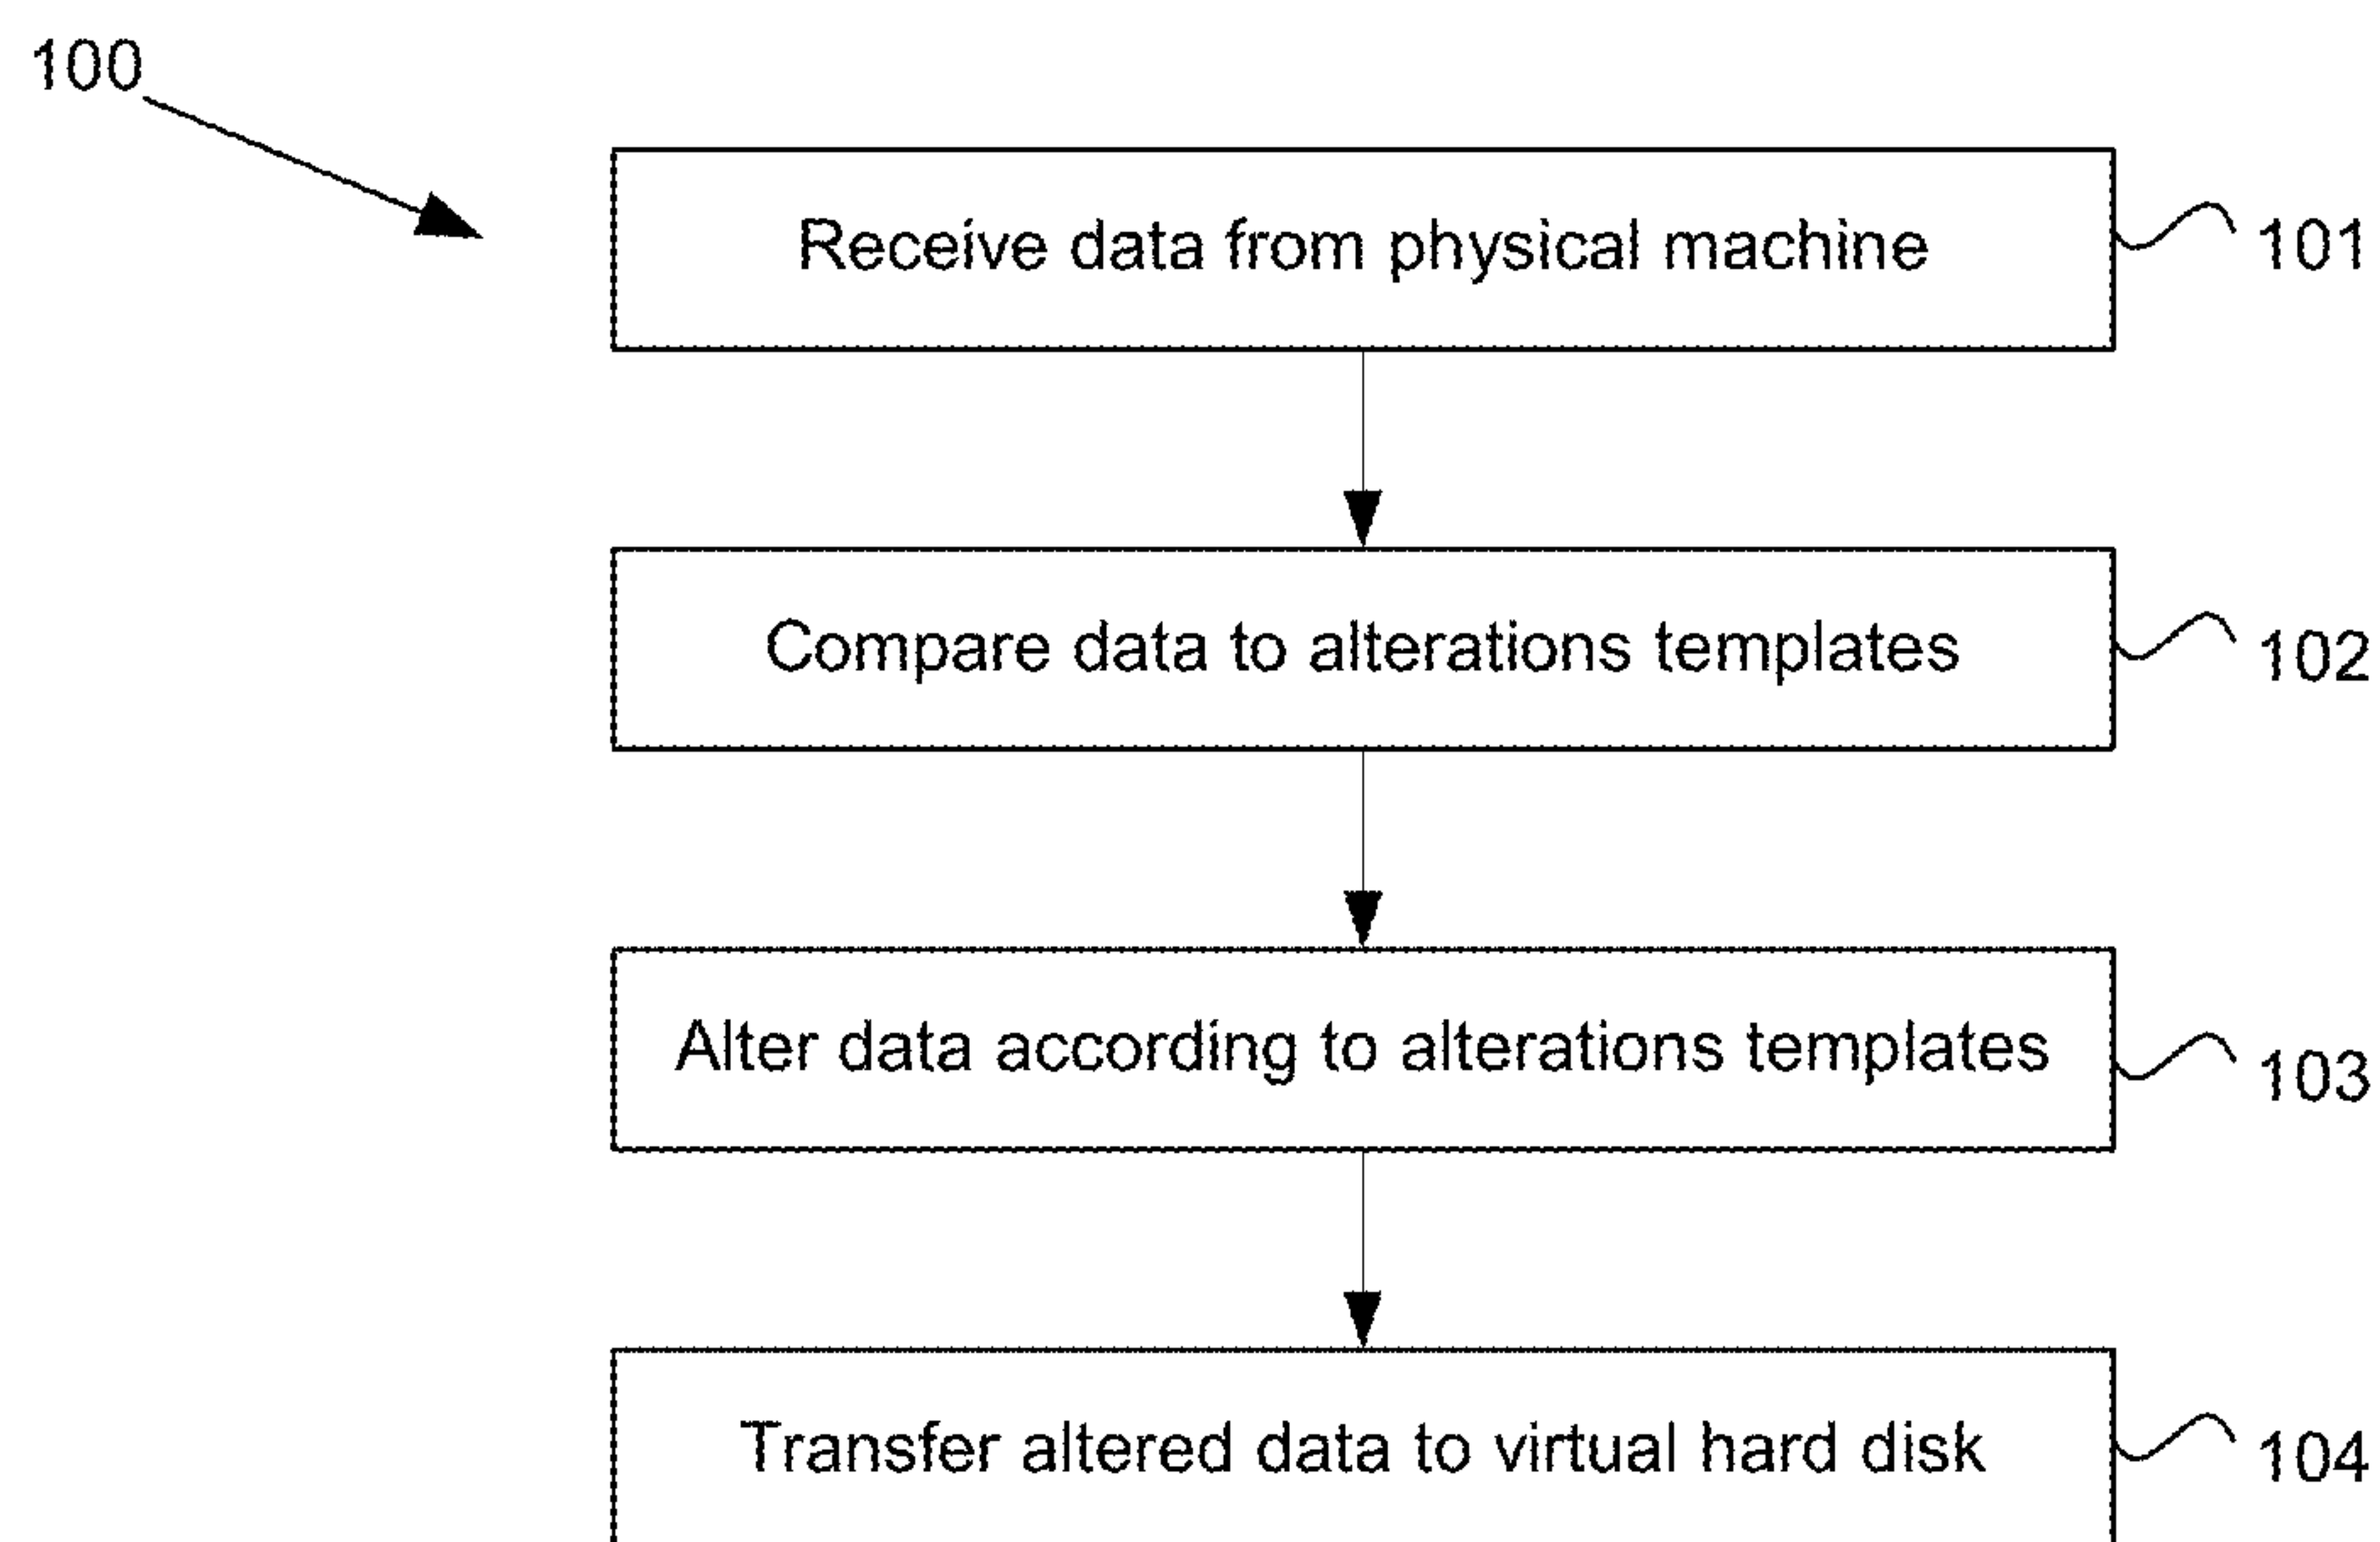 100
Receive data from physical machine
101
Compare data to alterations templates
102
Alter data according to alterations templates
103
Transfer altered data to virtual hard disk
104